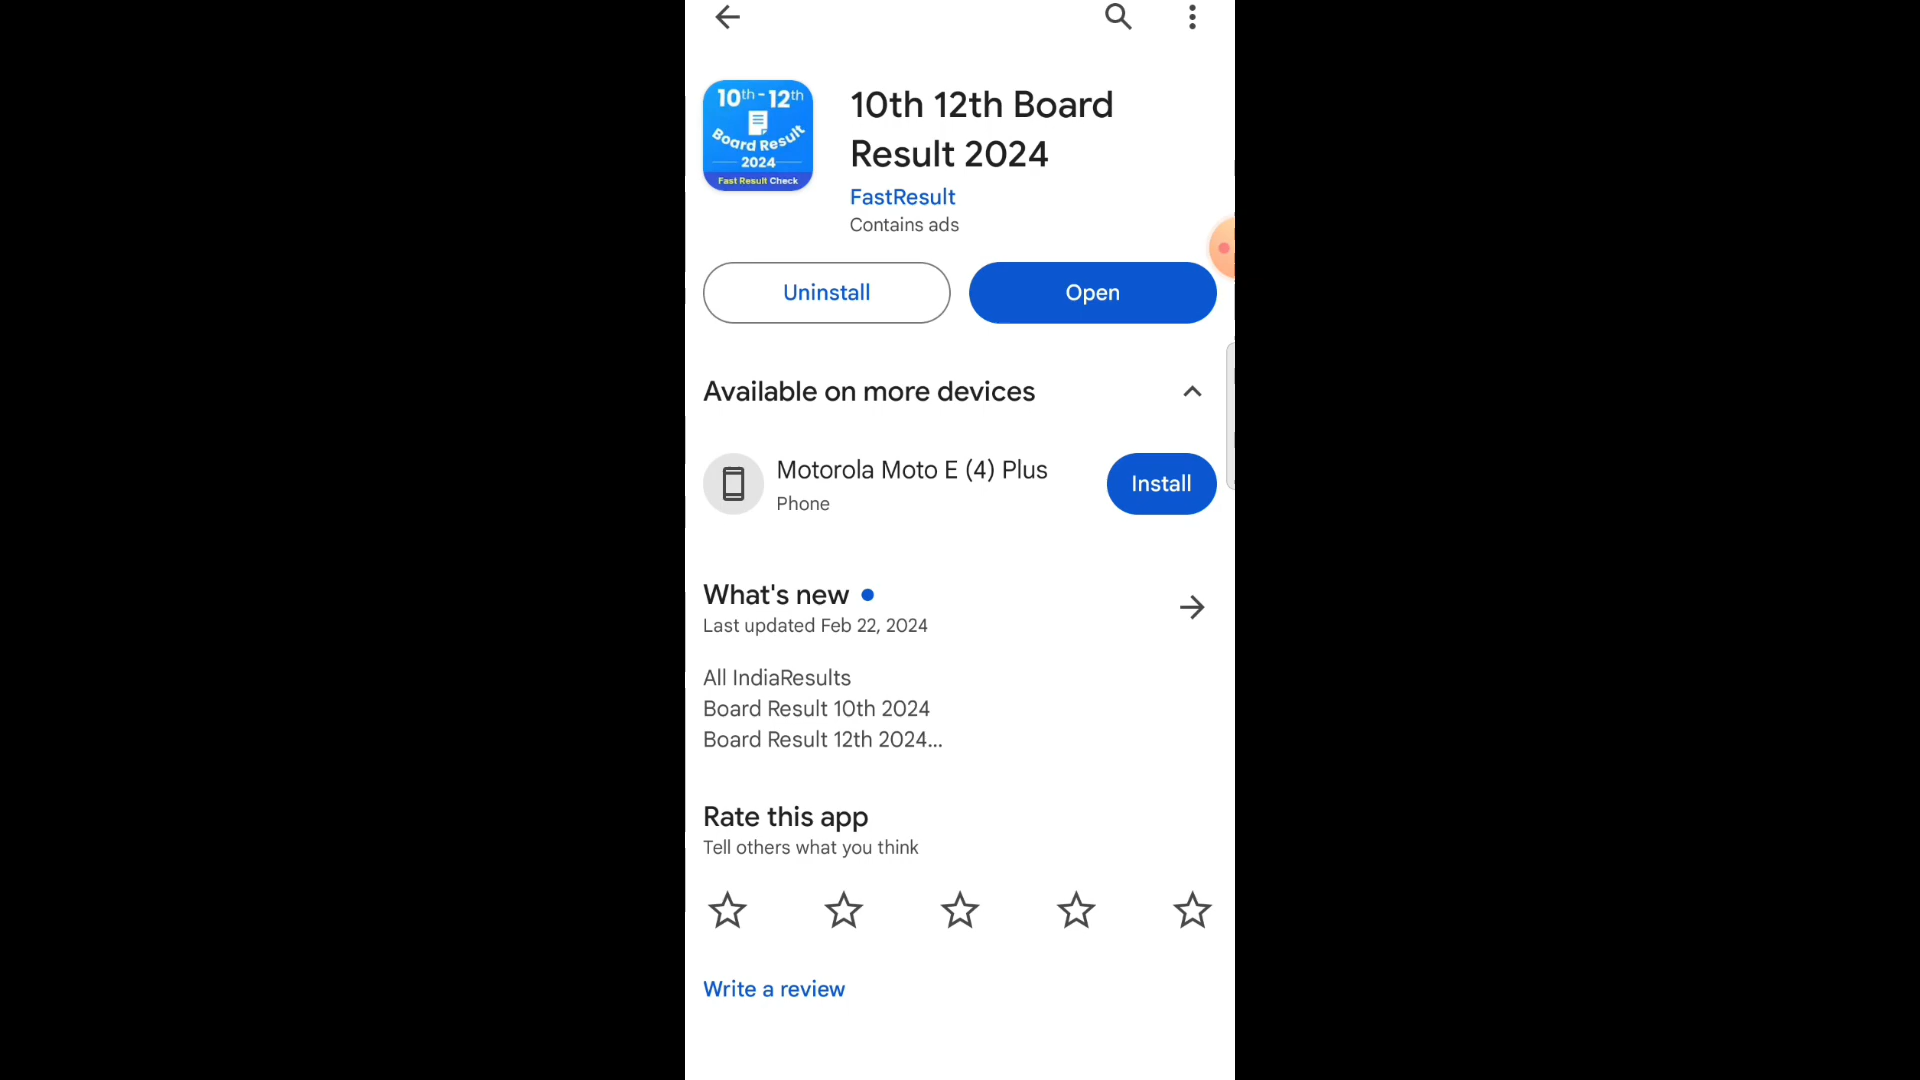 10th - 12th
Board Result
2024
Fast Result Check
10th 12th Board
Result 2024
FastResult
Contains ads
Uninstall
Open
Available on more devices
Motorola Moto E (4) Plus
Phone
Install
What's new
Last updated Feb 22, 2024
All IndiaResults
Board Result 10th 2024
Board Result 12th 2024...
Rate this app
Tell others what you think
Write a review